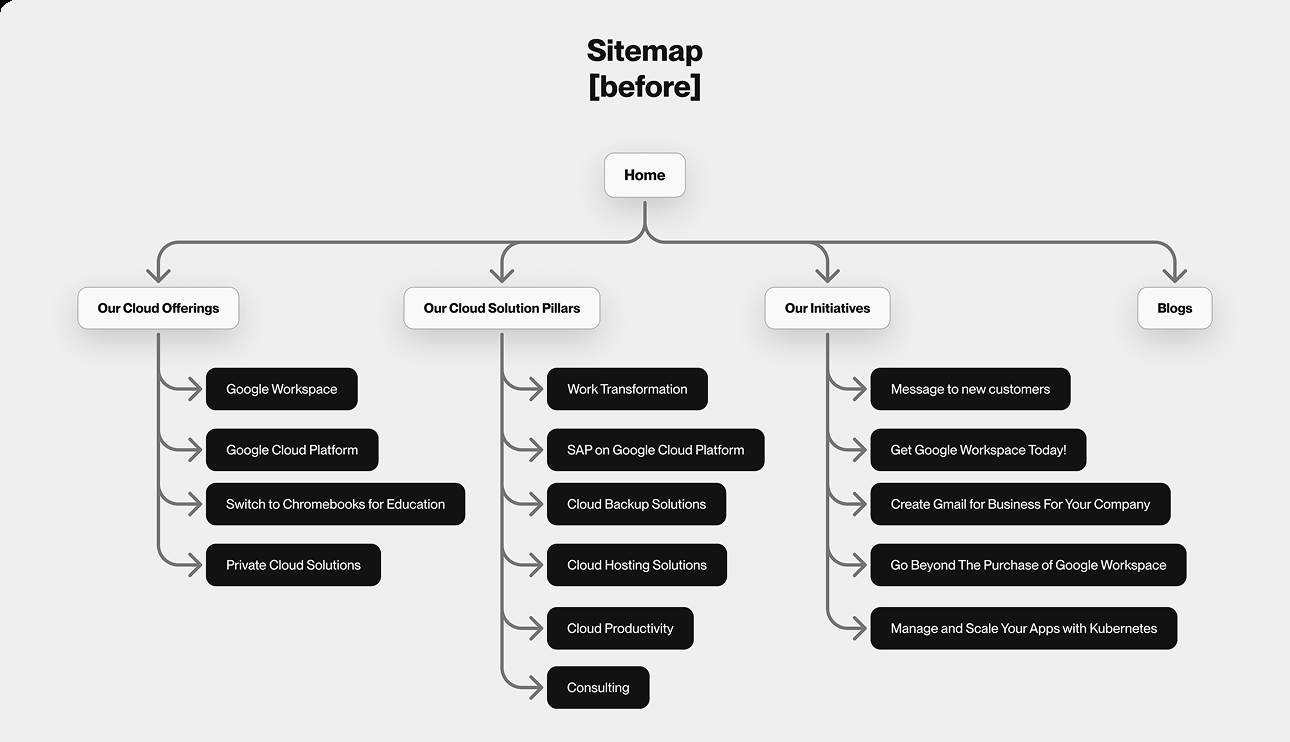 Sitemap
[before]
Home
Our Cloud Offerings
Our Cloud Solution Pillars
Our Initiatives
Blogs
Google Workspace
Google Cloud Platform
Switch to Chromebooks for Education
Private Cloud Solutions
Work Transformation
SAP on Google Cloud Platform
Cloud Backup Solutions
Cloud Hosting Solutions
Cloud Productivity
Consulting
Message to new customers
Get Google Workspace Today!
Create Gmail for Business For Your Company
Go Beyond The Purchase of Google Workspace
Manage and Scale Your Apps with Kubernetes